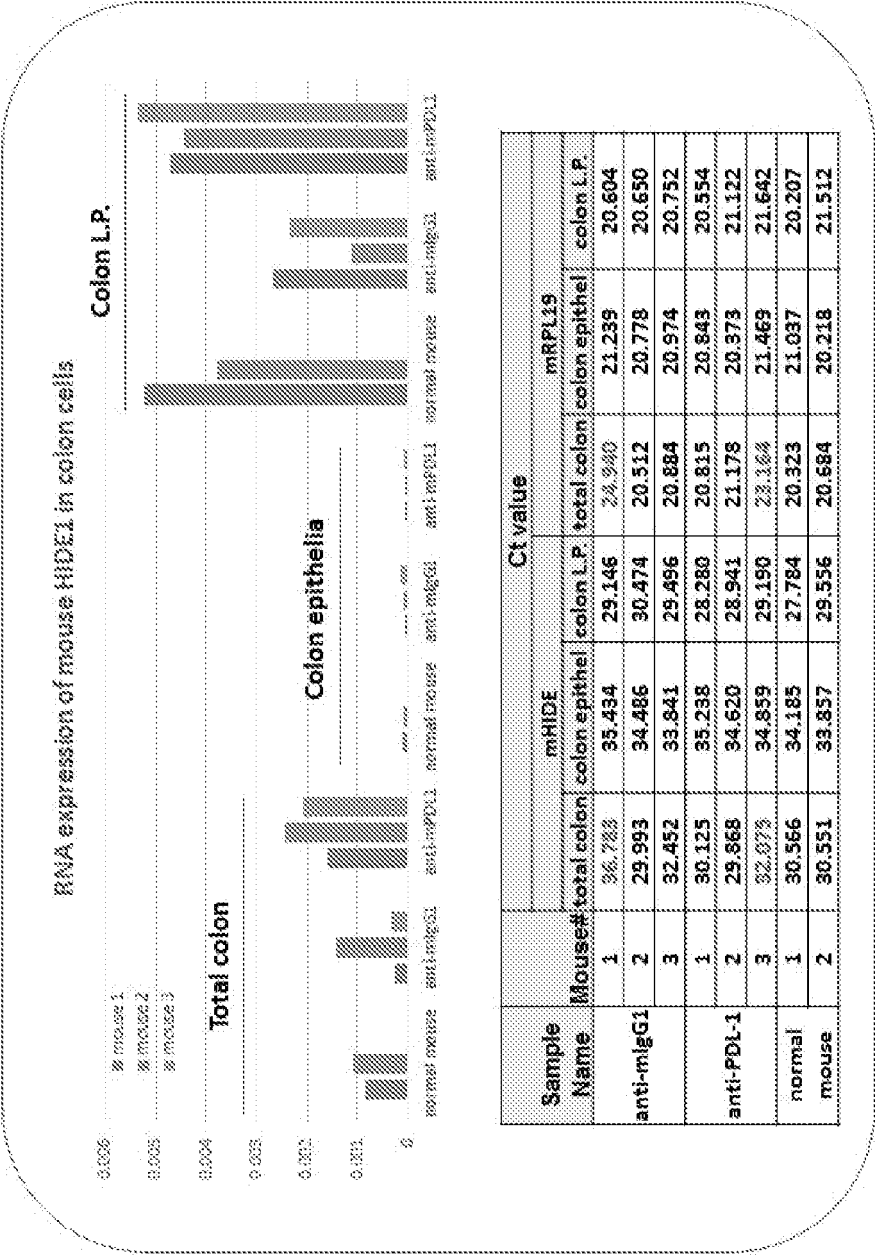 RNA expression of mouse HIDE1 in colon cells
mouse 1
mouse 2
mouse 3
Total colon
Colon epithelia
Colon L.P.
0.006
0.005
0.004
0.003
0.002
0.001
0
normal mouse anti-mIgG1 anti-mPDL1 normal mouse anti-mIgG1 anti-mPDL1 normal mouse anti-mIgG1 anti-mPDL1
Ct value
Sample Name Mouse# mHIDE mRPL19
total colon colon epithel colon L.P. total colon colon epithel colon L.P.
anti-mIgG1 1 36.783 35.434 29.146 24.940 21.239 20.604
2 29.993 34.486 30.474 20.512 20.778 20.650
3 32.452 33.841 29.496 20.884 20.974 20.752
anti-PDL-1 1 30.125 35.238 28.280 20.815 20.843 20.554
2 29.868 34.620 28.941 21.178 20.373 21.122
3 32.073 34.859 29.190 23.164 21.469 21.642
normal mouse 1 30.566 34.185 27.784 20.323 21.037 20.207
2 30.551 33.857 29.556 20.684 20.218 21.512